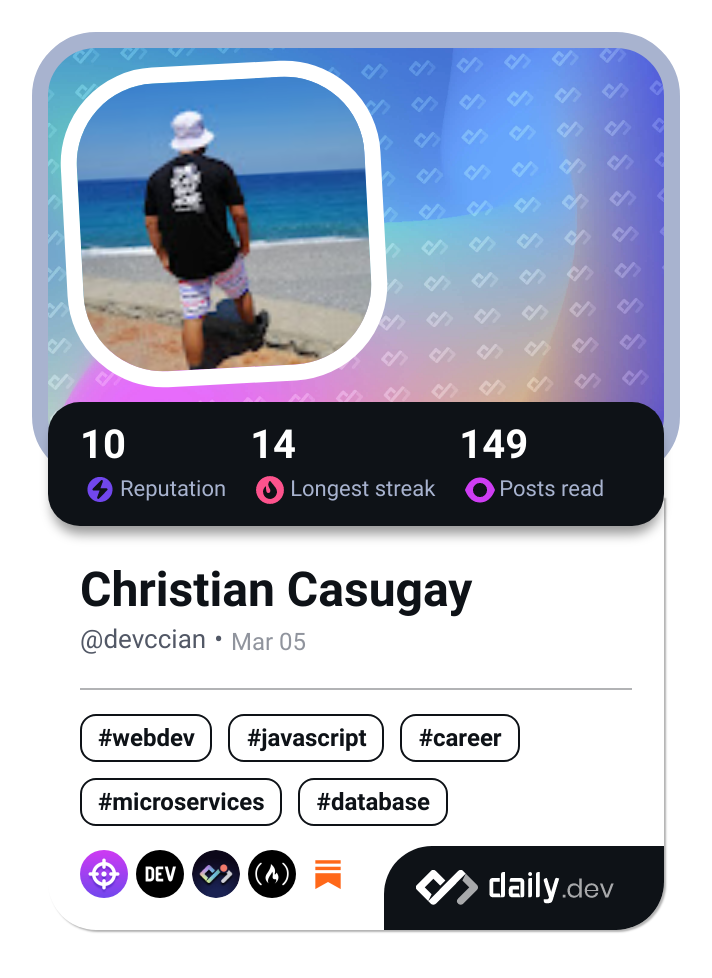 10 14 149
Reputation Longest streak Posts read
Christian Casugay
@devccian • Mar 05
#webdev #javascript #career
#microservices #database
DEV
daily.dev